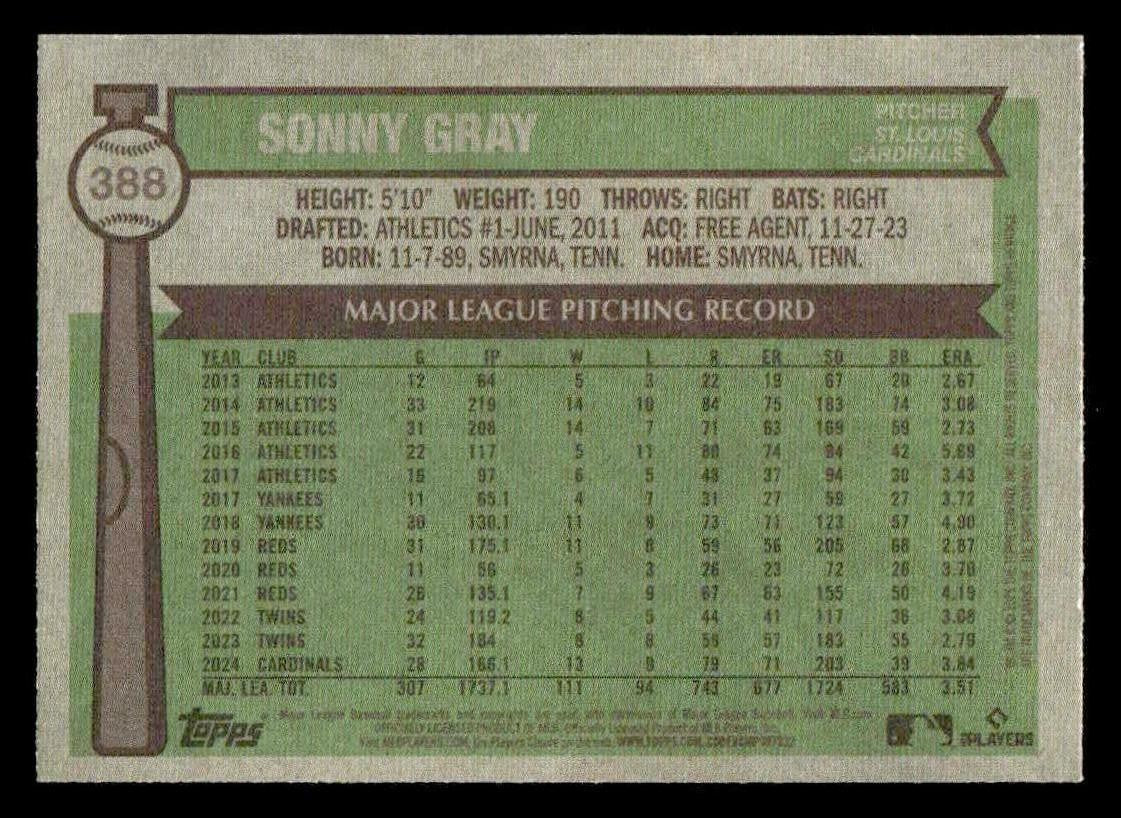 SONNY GRAY
PITCHER
ST. LOUIS
CARDINALS
388
HEIGHT: 5'10" WEIGHT: 190 THROWS: RIGHT BATS: RIGHT
DRAFTED: ATHLETICS #1-JUNE, 2011 ACQ: FREE AGENT, 11-27-23
BORN: 11-7-89, SMYRNA, TENN. HOME: SMYRNA, TENN.
MAJOR LEAGUE PITCHING RECORD
YEAR CLUB G IP W L R ER SO BB ERA
2013 ATHLETICS 12 64 5 3 22 19 67 20 2.67
2014 ATHLETICS 33 219 14 10 84 75 183 74 3.08
2015 ATHLETICS 31 208 14 7 71 63 169 59 2.73
2016 ATHLETICS 22 117 5 11 80 74 94 42 5.69
2017 ATHLETICS 16 97 6 5 48 37 94 30 3.43
2017 YANKEES 11 65.1 4 7 31 27 59 27 3.72
2018 YANKEES 30 130.1 11 9 73 71 123 57 4.90
2019 REDS 31 175.1 11 8 59 56 205 68 2.87
2020 REDS 11 56 5 3 26 23 72 26 3.70
2021 REDS 26 135.1 7 9 67 63 155 50 4.19
2022 TWINS 24 119.2 8 5 44 41 117 36 3.08
2023 TWINS 32 184 8 8 59 57 183 55 2.79
2024 CARDINALS 28 166.1 13 9 79 71 203 39 3.84
MAJ. LEA. TOT. 307 1737.1 111 94 743 677 1724 583 3.51
topps
PLAYERS